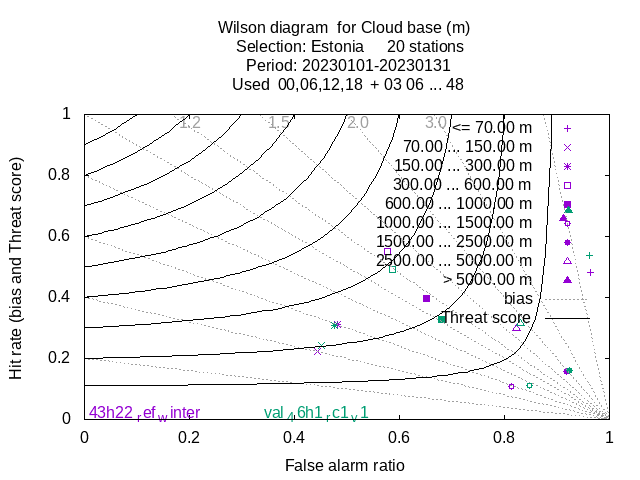 Wilson diagram  for Cloud base (m)
Selection: Estonia     20 stations
Period: 20230101-20230131
Used  00,06,12,18  + 03 06 ... 48
1.2 1.5 2.0 3.0
<= 70.00 m
70.00 ... 150.00 m
150.00 ... 300.00 m
300.00 ... 600.00 m
600.00 ... 1000.00 m
1000.00 ... 1500.00 m
1500.00 ... 2500.00 m
2500.00 ... 5000.00 m
> 5000.00 m
bias
Threat score
Hit rate (bias and Threat score)
1
0.8
0.6
0.4
0.2
0
43h22_ref_winter val_46h1_rc1_v1
0 0.2 0.4 0.6 0.8 1
False alarm ratio